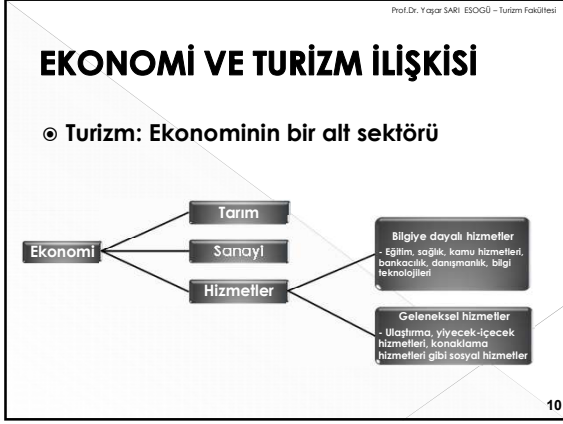 Prof.Dr. Yaşar SARI ESOGÜ – Turizm Fakültesi
EKONOMİ VE TURİZM İLİŞKİSİ
Turizm: Ekonominin bir alt sektörü
Ekonomi
Tarım
Sanayi
Hizmetler
Bilgiye dayalı hizmetler
- Eğitim, sağlık, kamu hizmetleri,
bankacılık, danışmanlık, bilgi
teknolojileri
Geleneksel hizmetler
- Ulaştırma, yiyecek-içecek
hizmetleri, konaklama
hizmetleri gibi sosyal hizmetler
10